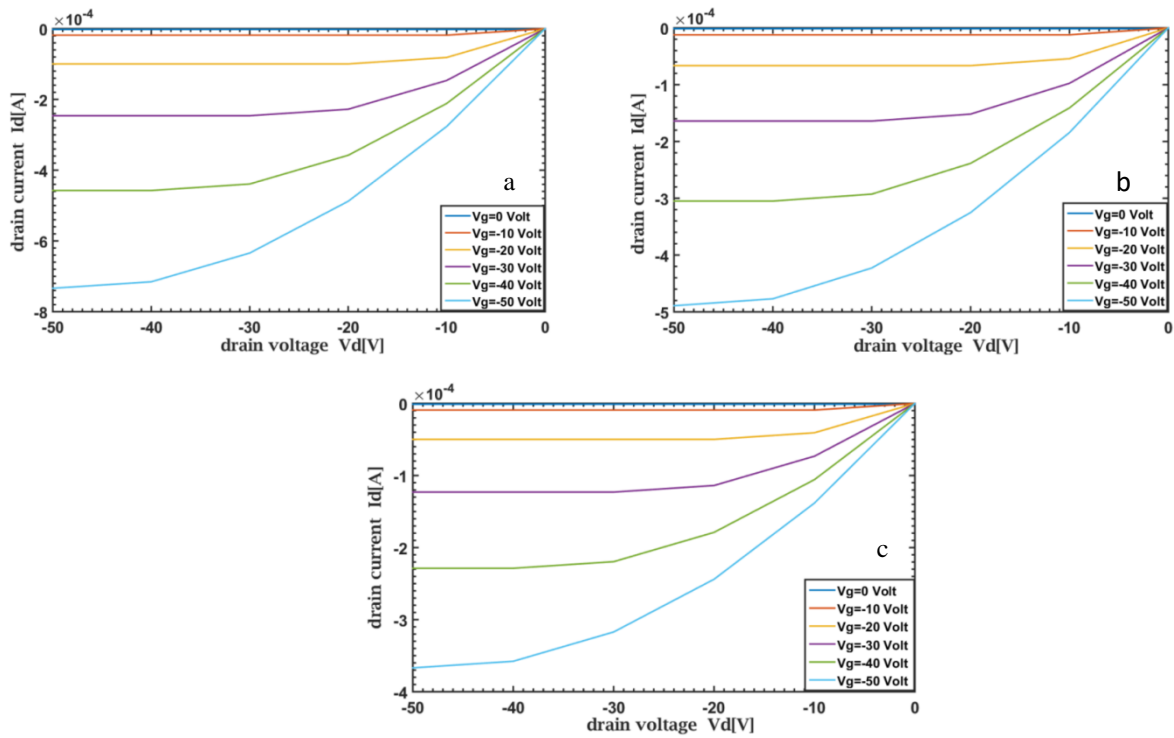 ×10⁻⁴
0
-2
-4
-6
-8
drain current Id[A]
a
Vg=0 Volt
Vg=-10 Volt
Vg=-20 Volt
Vg=-30 Volt
Vg=-40 Volt
Vg=-50 Volt
-50 -40 -30 -20 -10 0
drain voltage Vd[V]
×10⁻⁴
0
-1
-2
-3
-4
-5
drain current Id[A]
b
Vg=0 Volt
Vg=-10 Volt
Vg=-20 Volt
Vg=-30 Volt
Vg=-40 Volt
Vg=-50 Volt
-50 -40 -30 -20 -10 0
drain voltage Vd[V]
×10⁻⁴
0
-1
-2
-3
-4
drain current Id[A]
c
Vg=0 Volt
Vg=-10 Volt
Vg=-20 Volt
Vg=-30 Volt
Vg=-40 Volt
Vg=-50 Volt
-50 -40 -30 -20 -10 0
drain voltage Vd[V]